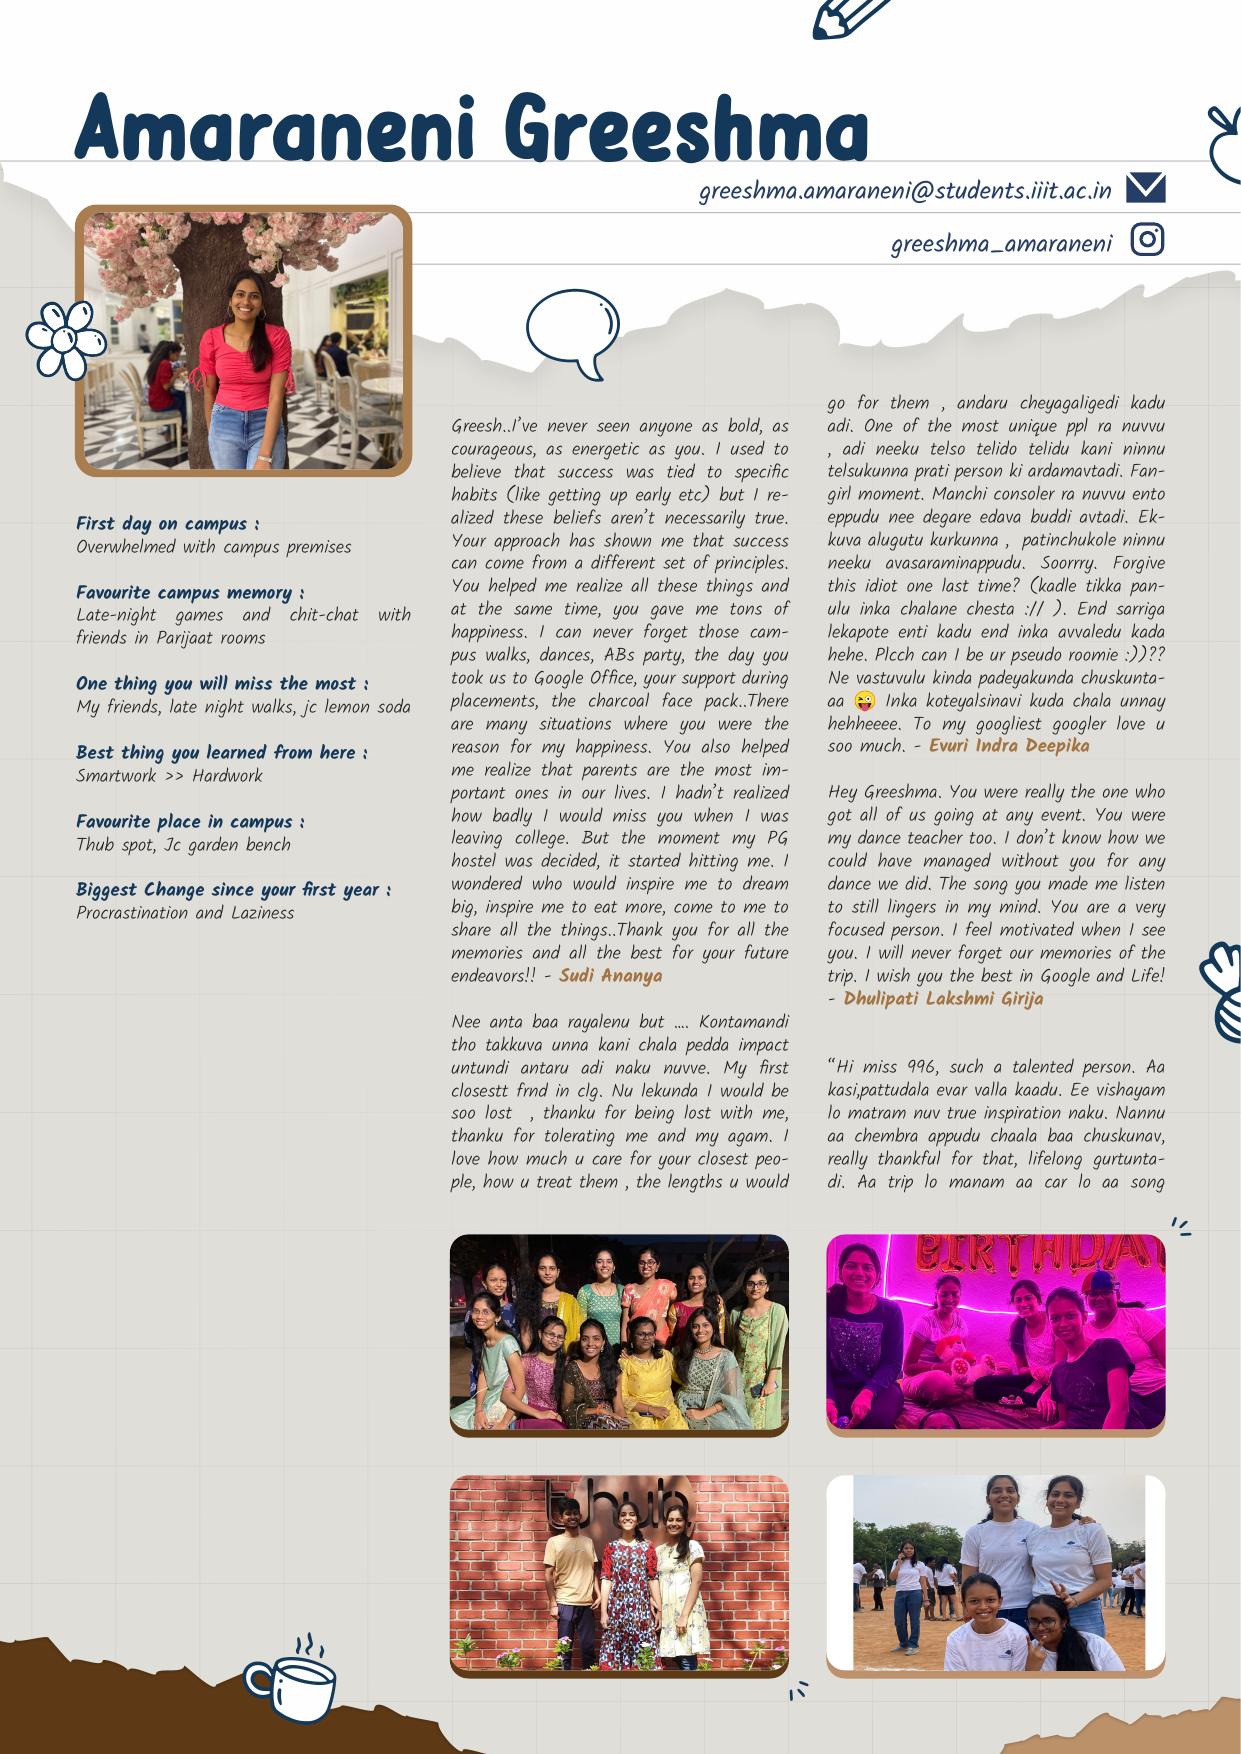 Amaraneni Greeshma
greeshma.amaraneni@students.iiit.ac.in
greeshma_amaraneni
First day on campus :
Overwhelmed with campus premises
Favourite campus memory :
Late-night games and chit-chat with
friends in Parijaat rooms
One thing you will miss the most :
My friends, late night walks, jc lemon soda
Best thing you learned from here :
Smartwork >> Hardwork
Favourite place in campus :
Thub spot, Jc garden bench
Biggest Change since your first year :
Procrastination and Laziness
Greesh..I've never seen anyone as bold, as
courageous, as energetic as you. I used to
believe that success was tied to specific
habits (like getting up early etc) but I re-
alized these beliefs aren't necessarily true.
Your approach has shown me that success
can come from a different set of principles.
You helped me realize all these things and
at the same time, you gave me tons of
happiness. I can never forget those cam-
pus walks, dances, ABs party, the day you
took us to Google Office, your support during
placements, the charcoal face pack..There
are many situations where you were the
reason for my happiness. You also helped
me realize that parents are the most im-
portant ones in our lives. I hadn't realized
how badly I would miss you when I was
leaving college. But the moment my PG
hostel was decided, it started hitting me. I
wondered who would inspire me to dream
big, inspire me to eat more, come to me to
share all the things..Thank you for all the
memories and all the best for your future
endeavors!! - Sudi Ananya
Nee anta baa rayalenu but .... Kontamandi
tho takkuva unna kani chala pedda impact
untundi antaru adi naku nuvve. My first
closestt frnd in clg. Nu lekunda I would be
soo lost , thanku for being lost with me,
thanku for tolerating me and my agam. I
love how much u care for your closest peo-
ple, how u treat them , the lengths u would
go for them , andaru cheyagaligedi kadu
adi. One of the most unique ppl ra nuvvu
, adi neeku telso telido telidu kani ninnu
telsukunna prati person ki ardamavtadi. Fan-
girl moment. Manchi consoler ra nuvvu ento
eppudu nee degare edava buddi avtadi. Ek-
kuva alugutu kurkunna , patinchukole ninnu
neeku avasaraminappudu. Soorrry. Forgive
this idiot one last time? (kadle tikka pan-
ulu inka chalane chesta :// ). End sarriga
lekapote enti kadu end inka avvaledu kada
hehe. Plcch can I be ur pseudo roomie :))??
Ne vastuvulu kinda padeyakunda chuskunta-
aa 😜 Inka koteyalsinavi kuda chala unnay
hehheeee. To my googliest googler love u
soo much. - Evuri Indra Deepika
Hey Greeshma. You were really the one who
got all of us going at any event. You were
my dance teacher too. I don't know how we
could have managed without you for any
dance we did. The song you made me listen
to still lingers in my mind. You are a very
focused person. I feel motivated when I see
you. I will never forget our memories of the
trip. I wish you the best in Google and Life!
- Dhulipati Lakshmi Girija
“Hi miss 996, such a talented person. Aa
kasi,pattudala evar valla kaadu. Ee vishayam
lo matram nuv true inspiration naku. Nannu
aa chembra appudu chaala baa chuskunav,
really thankful for that, lifelong gurtunta-
di. Aa trip lo manam aa car lo aa song
BIRTHDAY
thub